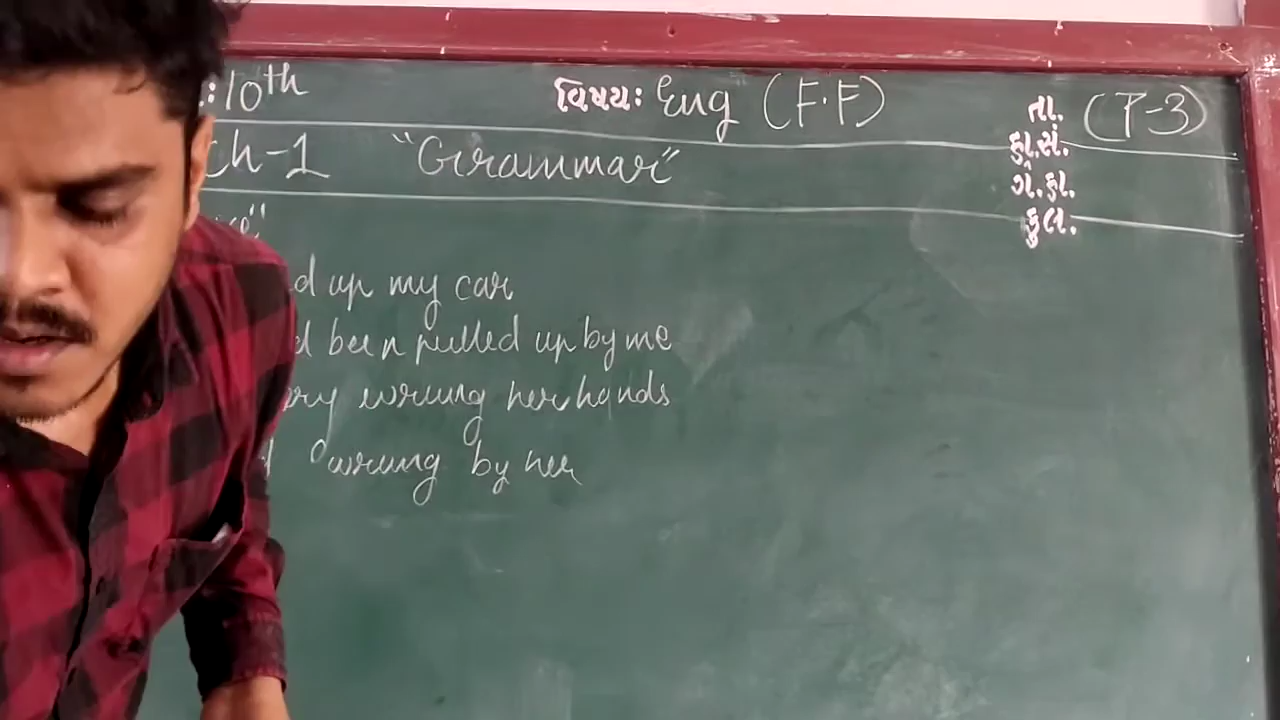 :10th વિષય: Eng (F.F) તા. (P-3)
ch-1 "Grammar" હા.સં.
ગે.હા.
કુલ.
d up my car
d been pulled up by me
ry wrung her hands
wrung by her